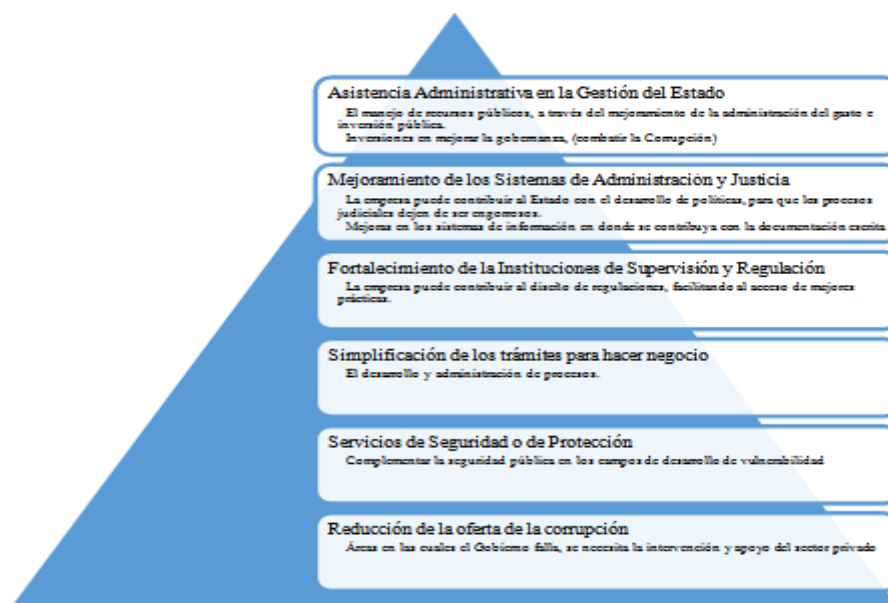 Asistencia Administrativa en la Gestión del Estado
El manejo de recursos públicos, a través del mejoramiento de la administración del gasto e
inversión pública.
Inversiones en mejorar la gobernanza, (combatir la Corrupción)
Mejoramiento de los Sistemas de Administración y Justicia
La empresa puede contribuir al Estado con el desarrollo de políticas, para que los procesos
judiciales dejen de ser engorrosos.
Mejoras en los sistemas de información en donde se contribuya con la documentación escrita
Fortalecimiento de la Instituciones de Supervisión y Regulación
La empresa puede contribuir al diseño de regulaciones, facilitando al acceso de mejores
prácticas.
Simplificación de los trámites para hacer negocio
El desarrollo y administración de procesos.
Servicios de Seguridad o de Protección
Complementar la seguridad pública en los campos de desarrollo de vulnerabilidad
Reducción de la oferta de la corrupción
Áreas en las cuales el Gobierno falla, se necesita la intervención y apoyo del sector privado